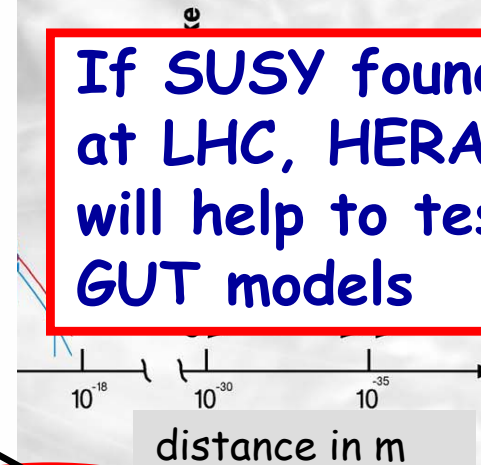 If SUSY foun
at LHC, HERA
will help to tes
GUT models
10⁻¹⁸ 10⁻³⁰ 10⁻³⁵
distance in m